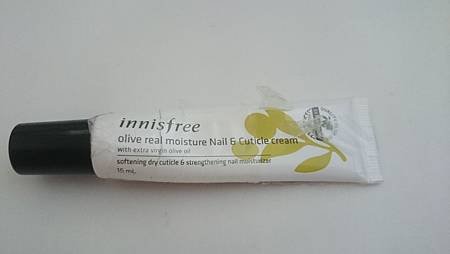 innisfree
olive real moisture Nail & Cuticle cream
with extra virgin olive oil
softening dry cuticle & strengthening nail moisturizer
15 mL